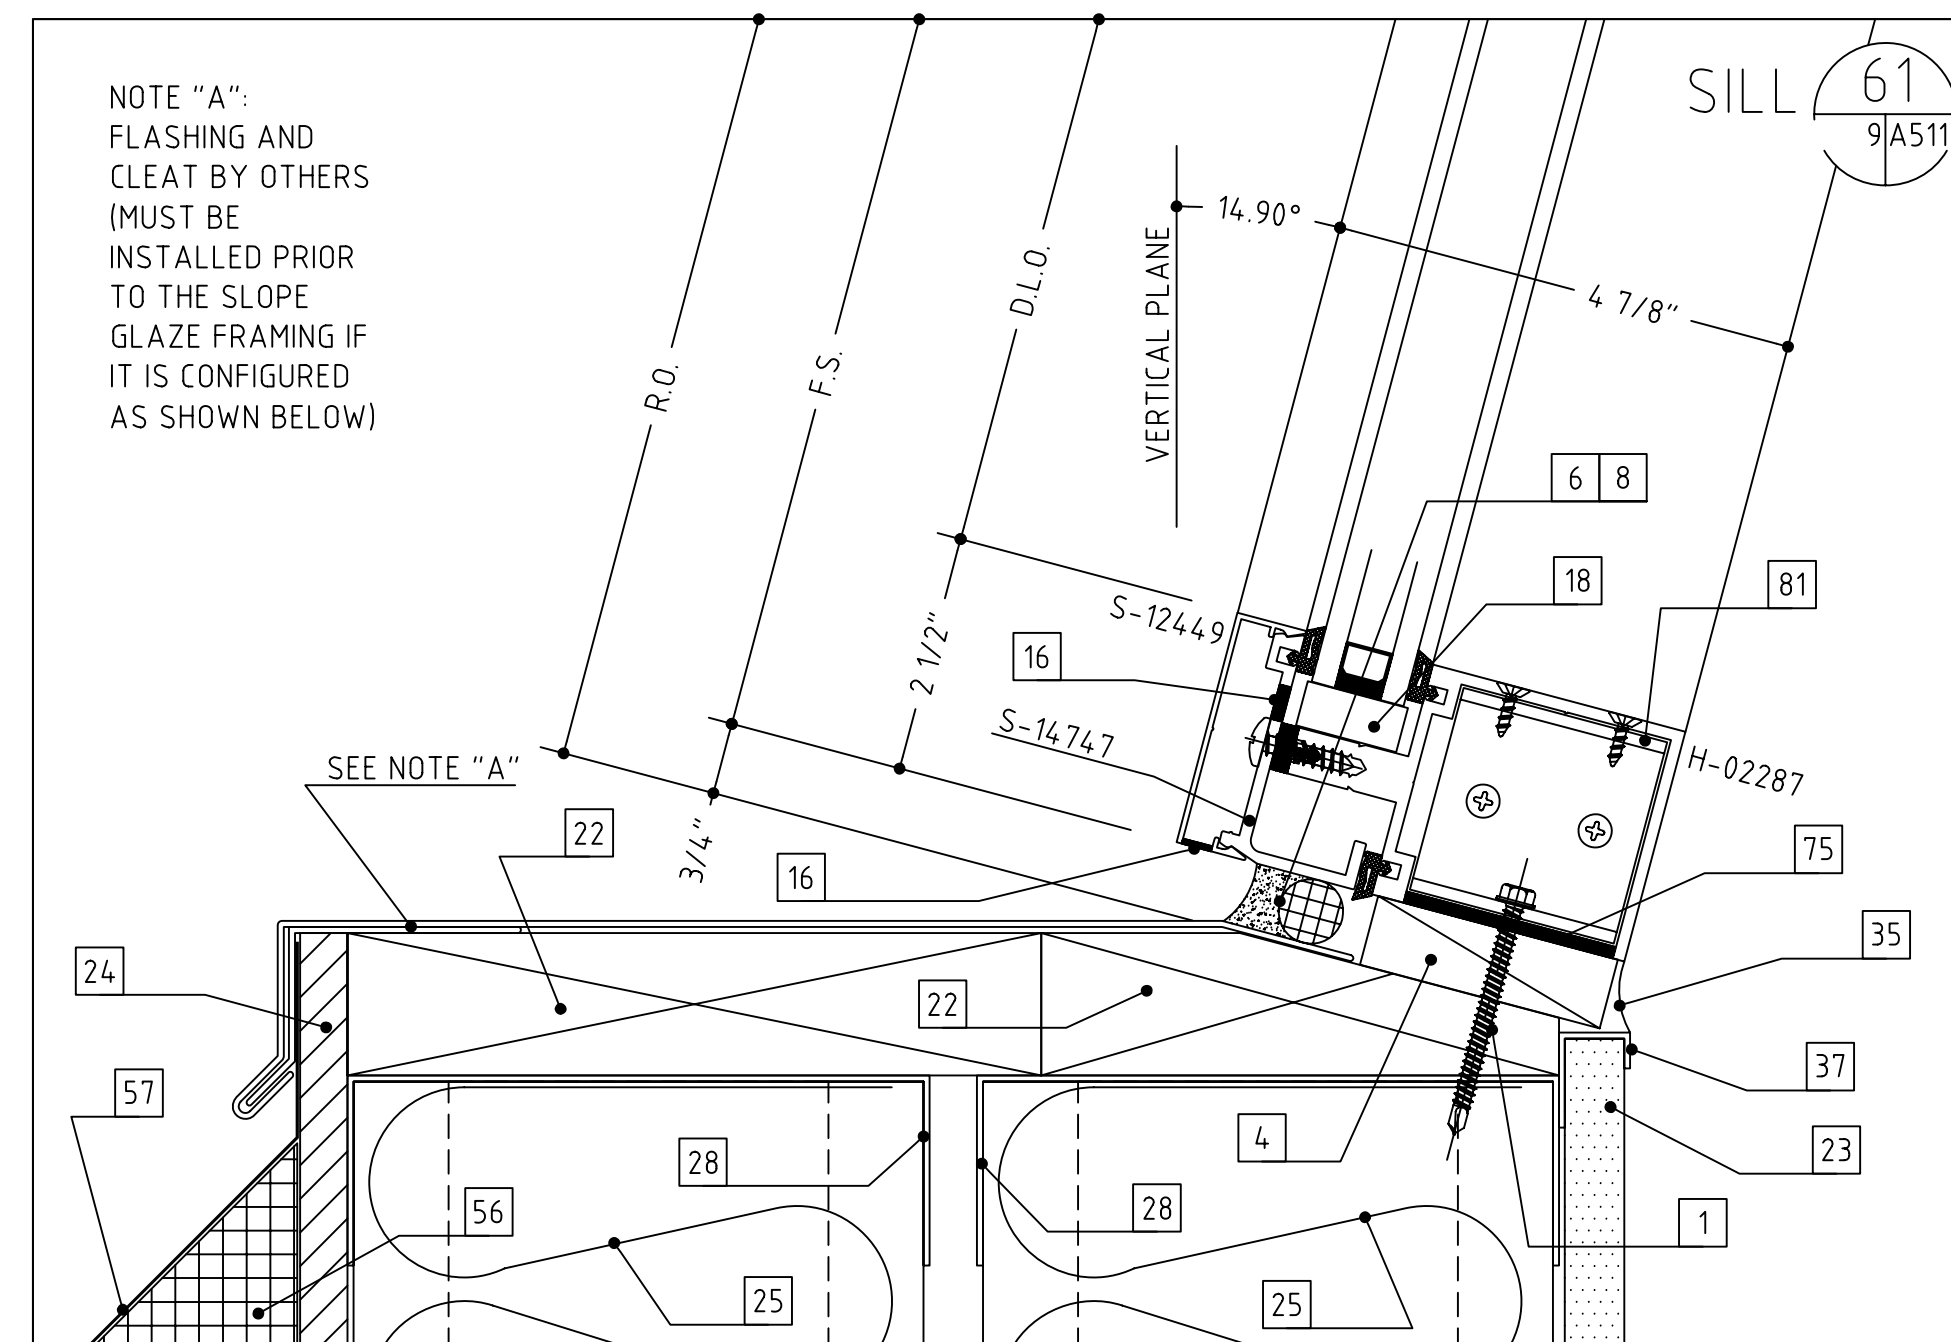 NOTE "A":
FLASHING AND
CLEAT BY OTHERS
(MUST BE
INSTALLED PRIOR
TO THE SLOPE
GLAZE FRAMING IF
IT IS CONFIGURED
AS SHOWN BELOW)
SILL
61
9
A511
14.90°
VERTICAL PLANE
4 7/8"
R.O.
F.S.
D.L.O.
6
8
18
81
S-12449
16
2 1/2"
S-14747
H-02287
SEE NOTE "A"
22
3/4"
16
75
35
24
22
57
37
4
23
28
28
56
1
25
25